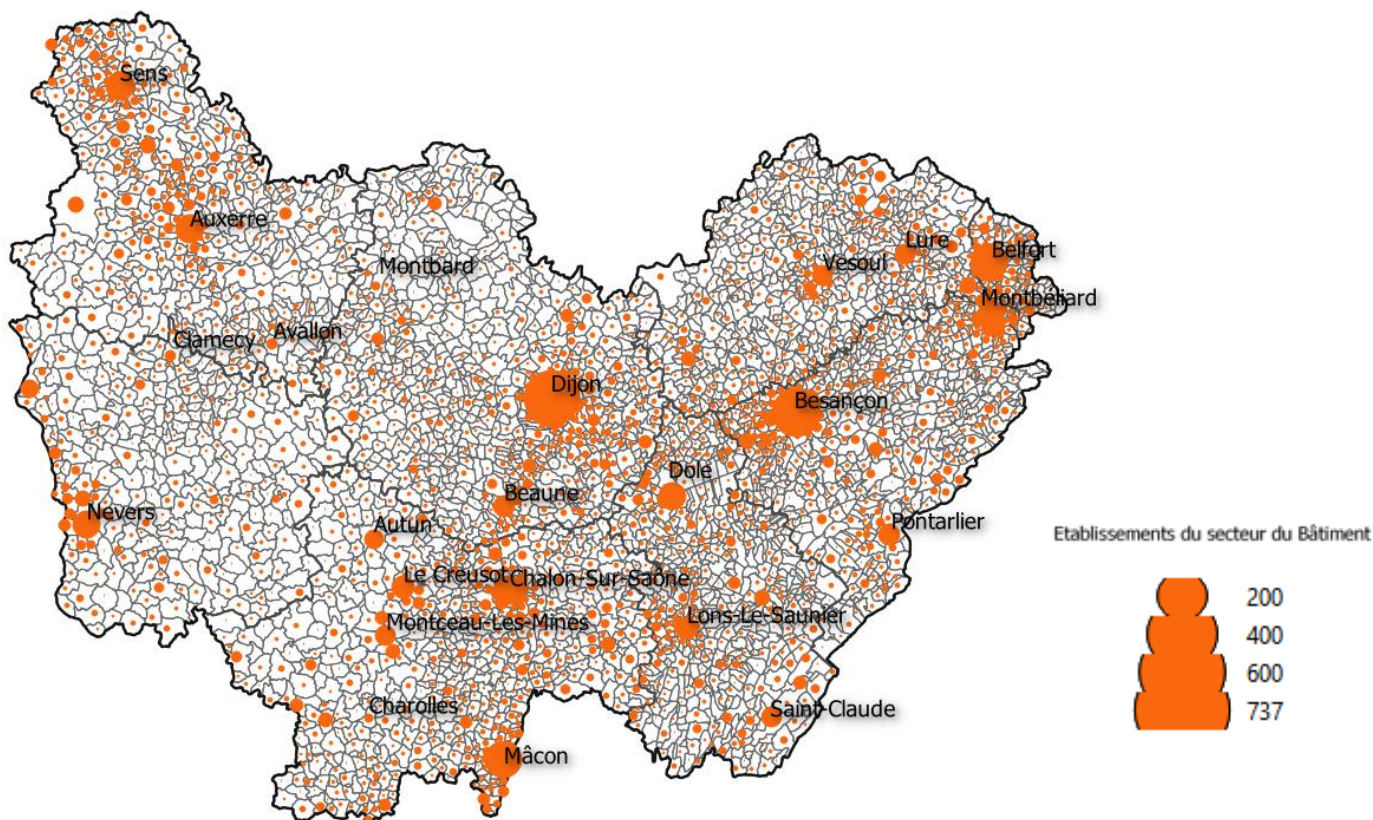 Sens
Auxerre
Montbard
Lure
Belfort
Vesoul
Montbéliard
Clamecy
Avallon
Dijon
Besançon
Dole
Beaune
Nevers
Autun
Pontarlier
Etablissements du secteur du Bâtiment
Le Creusot
Chalon-Sur-Saône
200
Montceau-Les-Mines
Lons-Le-Saunier
400
600
Charolles
Saint-Claude
737
Mâcon